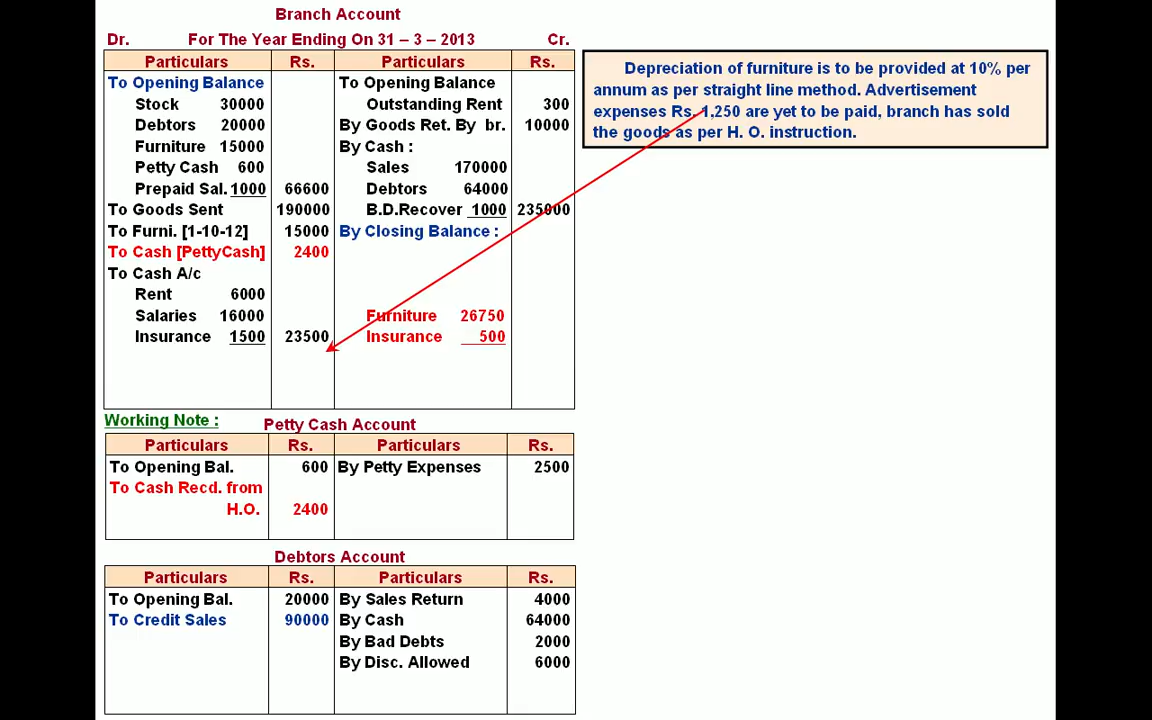 Branch Account
Dr. For The Year Ending On 31 – 3 – 2013 Cr.
Particulars Rs. Particulars Rs.
To Opening Balance To Opening Balance
Stock 30000 Outstanding Rent 300
Debtors 20000 By Goods Ret. By br. 10000
Furniture 15000 By Cash :
Petty Cash 600 Sales 170000
Prepaid Sal. 1000 66600 Debtors 64000
To Goods Sent 190000 B.D.Recover 1000 235000
To Furni. [1-10-12] 15000 By Closing Balance :
To Cash [PettyCash] 2400
To Cash A/c
Rent 6000
Salaries 16000 Furniture 26750
Insurance 1500 23500 Insurance 500
Depreciation of furniture is to be provided at 10% per
annum as per straight line method. Advertisement
expenses Rs. 1,250 are yet to be paid, branch has sold
the goods as per H. O. instruction.
Working Note :
Petty Cash Account
Particulars Rs. Particulars Rs.
To Opening Bal. 600 By Petty Expenses 2500
To Cash Recd. from
H.O. 2400
Debtors Account
Particulars Rs. Particulars Rs.
To Opening Bal. 20000 By Sales Return 4000
To Credit Sales 90000 By Cash 64000
By Bad Debts 2000
By Disc. Allowed 6000